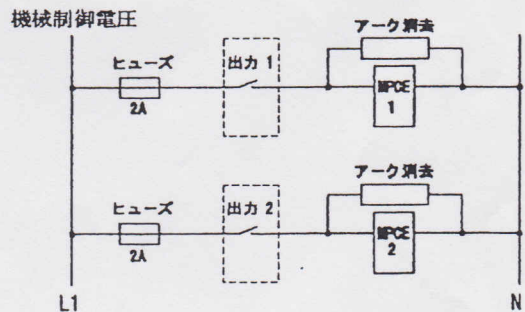 機械制御電圧
アーク消去
ヒューズ
出力 1
MPCE
1
2A
アーク消去
ヒューズ
出力 2
MPCE
2
2A
L1
N